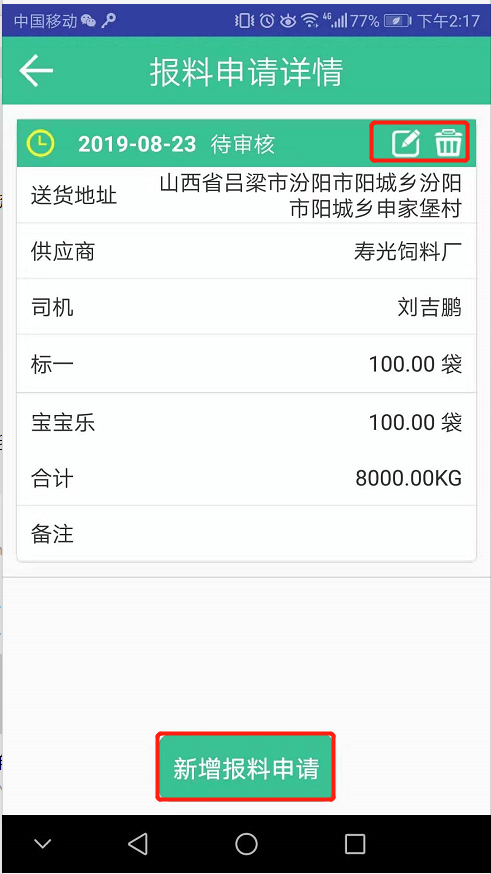 中国移动 4G 77% 下午2:17
报料申请详情
2019-08-23 待审核
送货地址 山西省吕梁市汾阳市阳城乡汾阳
市阳城乡申家堡村
供应商 寿光饲料厂
司机 刘吉鹏
标一 100.00 袋
宝宝乐 100.00 袋
合计 8000.00KG
备注
新增报料申请